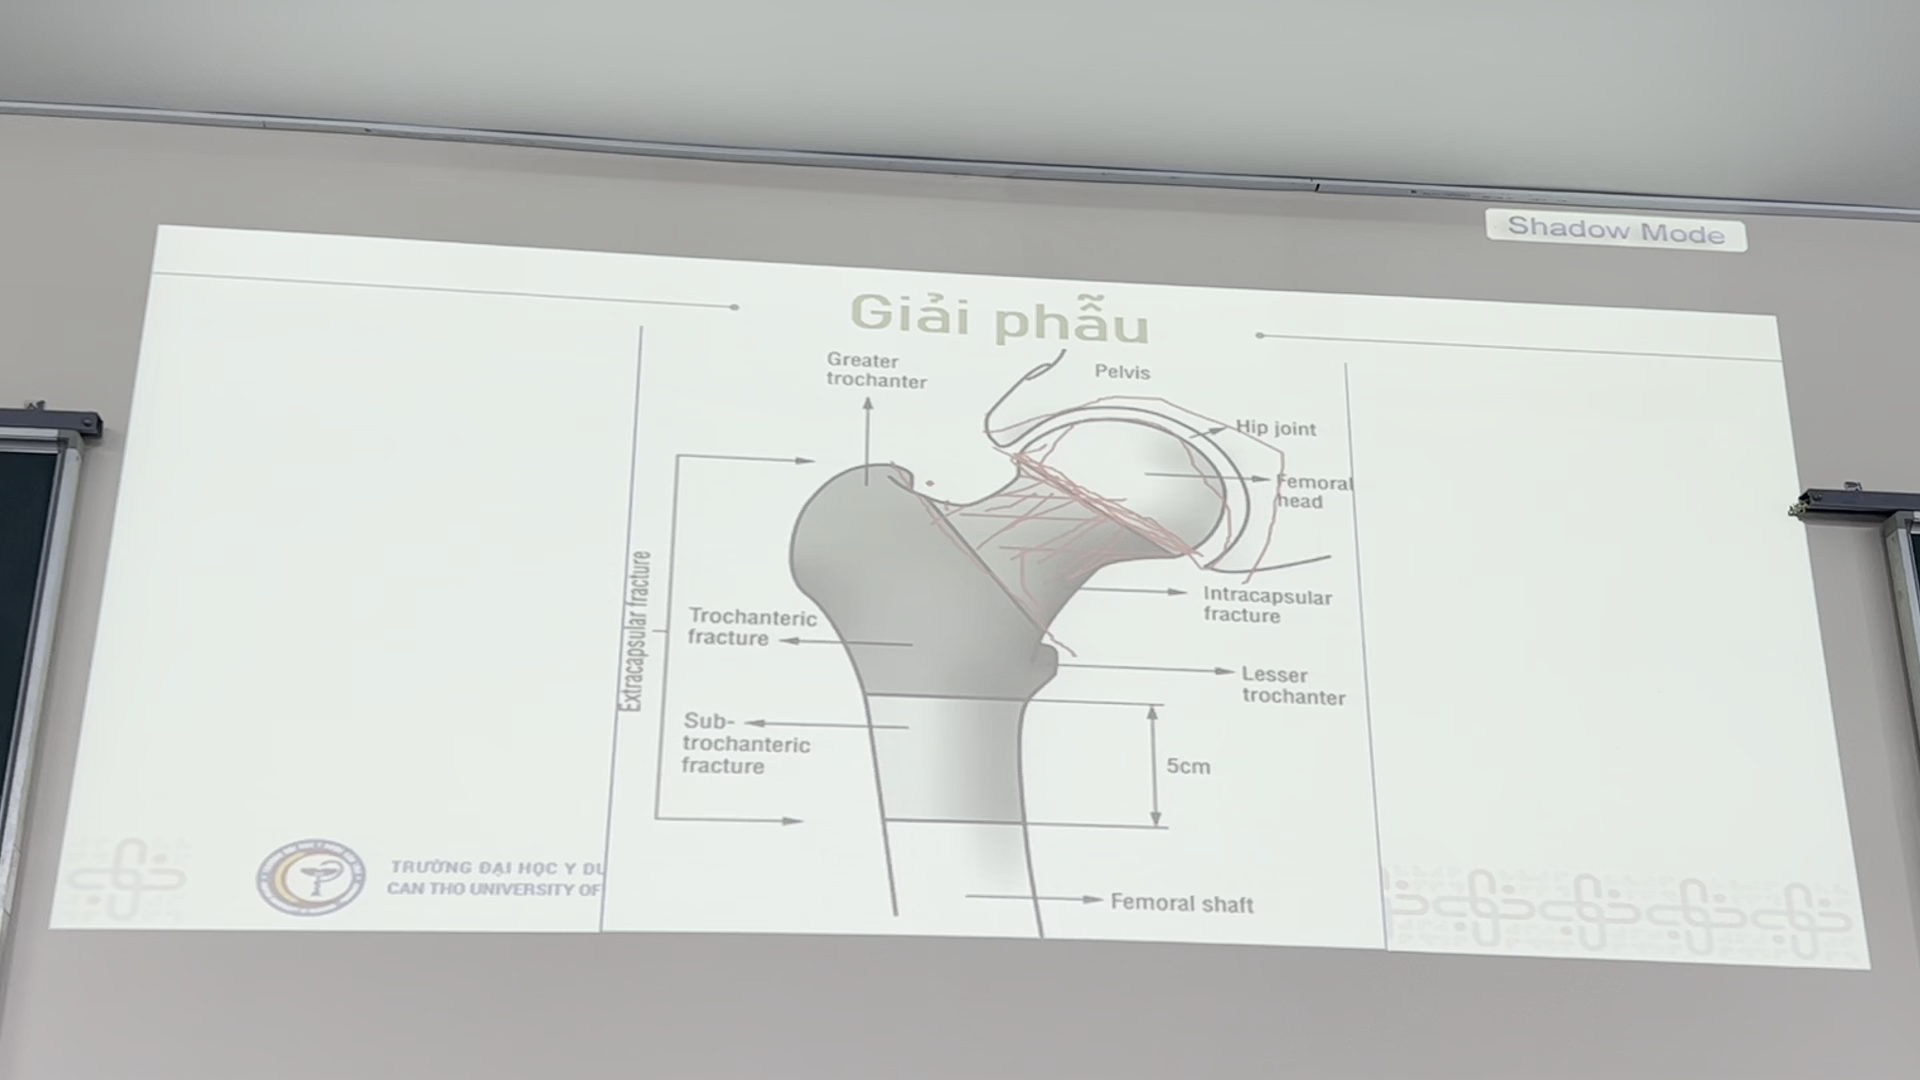 Shadow Mode
Giải phẫu
Greater
trochanter
Pelvis
Hip joint
Femoral
head
Extracapsular fracture
Intracapsular
fracture
Trochanteric
fracture
Lesser
trochanter
Sub-
trochanteric
fracture
5cm
TRƯỜNG ĐẠI HỌC Y DƯ
CAN THO UNIVERSITY OF
Femoral shaft